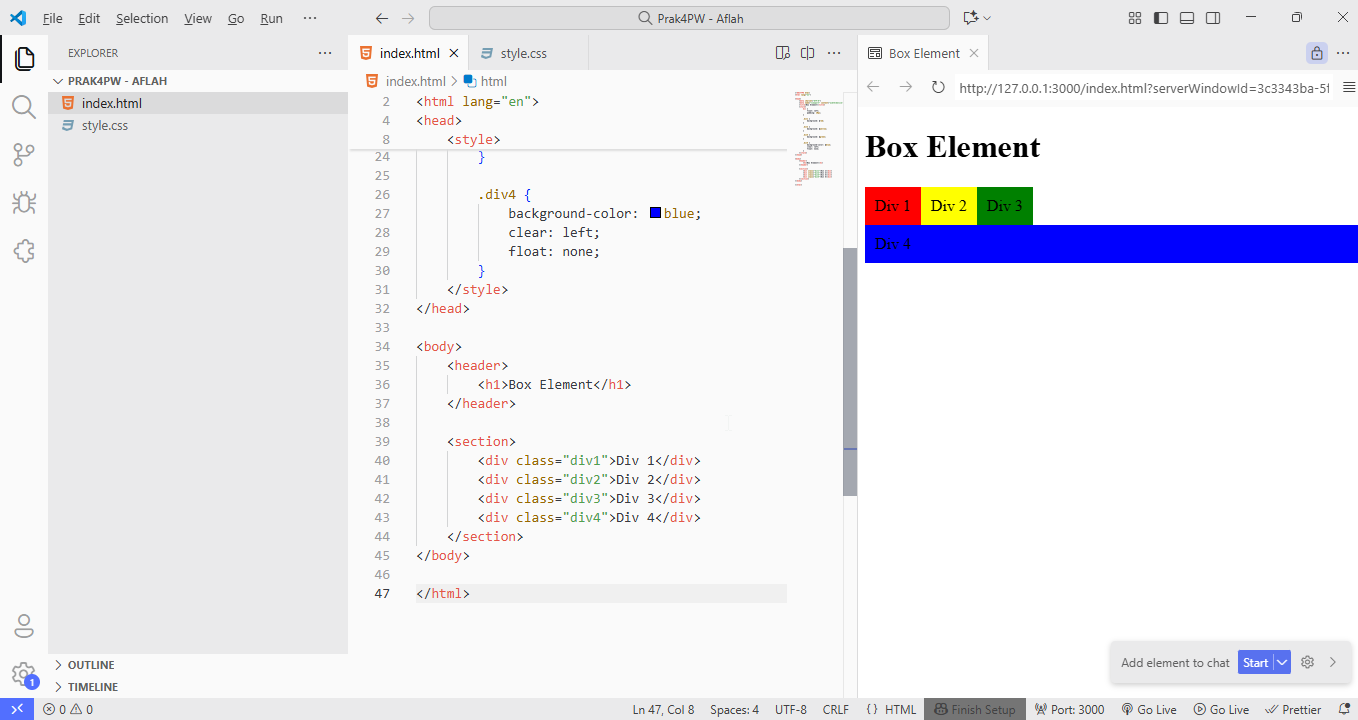 File Edit Selection View Go Run ··· Prak4PW - Aflah
EXPLORER ···
PRAK4PW - AFLAH
index.html
style.css
OUTLINE
TIMELINE
index.html style.css ···
index.html > html
2 <html lang="en">
4 <head>
8 <style>
24 }
25
26 .div4 {
27 background-color: blue;
28 clear: left;
29 float: none;
30 }
31 </style>
32 </head>
33
34 <body>
35 <header>
36 <h1>Box Element</h1>
37 </header>
38
39 <section>
40 <div class="div1">Div 1</div>
41 <div class="div2">Div 2</div>
42 <div class="div3">Div 3</div>
43 <div class="div4">Div 4</div>
44 </section>
45 </body>
46
47 </html>
Box Element ···
http://127.0.0.1:3000/index.html?serverWindowId=3c3343ba-5f
Box Element
Div 1 Div 2 Div 3
Div 4
Add element to chat Start
1
0 0 Ln 47, Col 8 Spaces: 4 UTF-8 CRLF {} HTML Finish Setup Port: 3000 Go Live Go Live Prettier